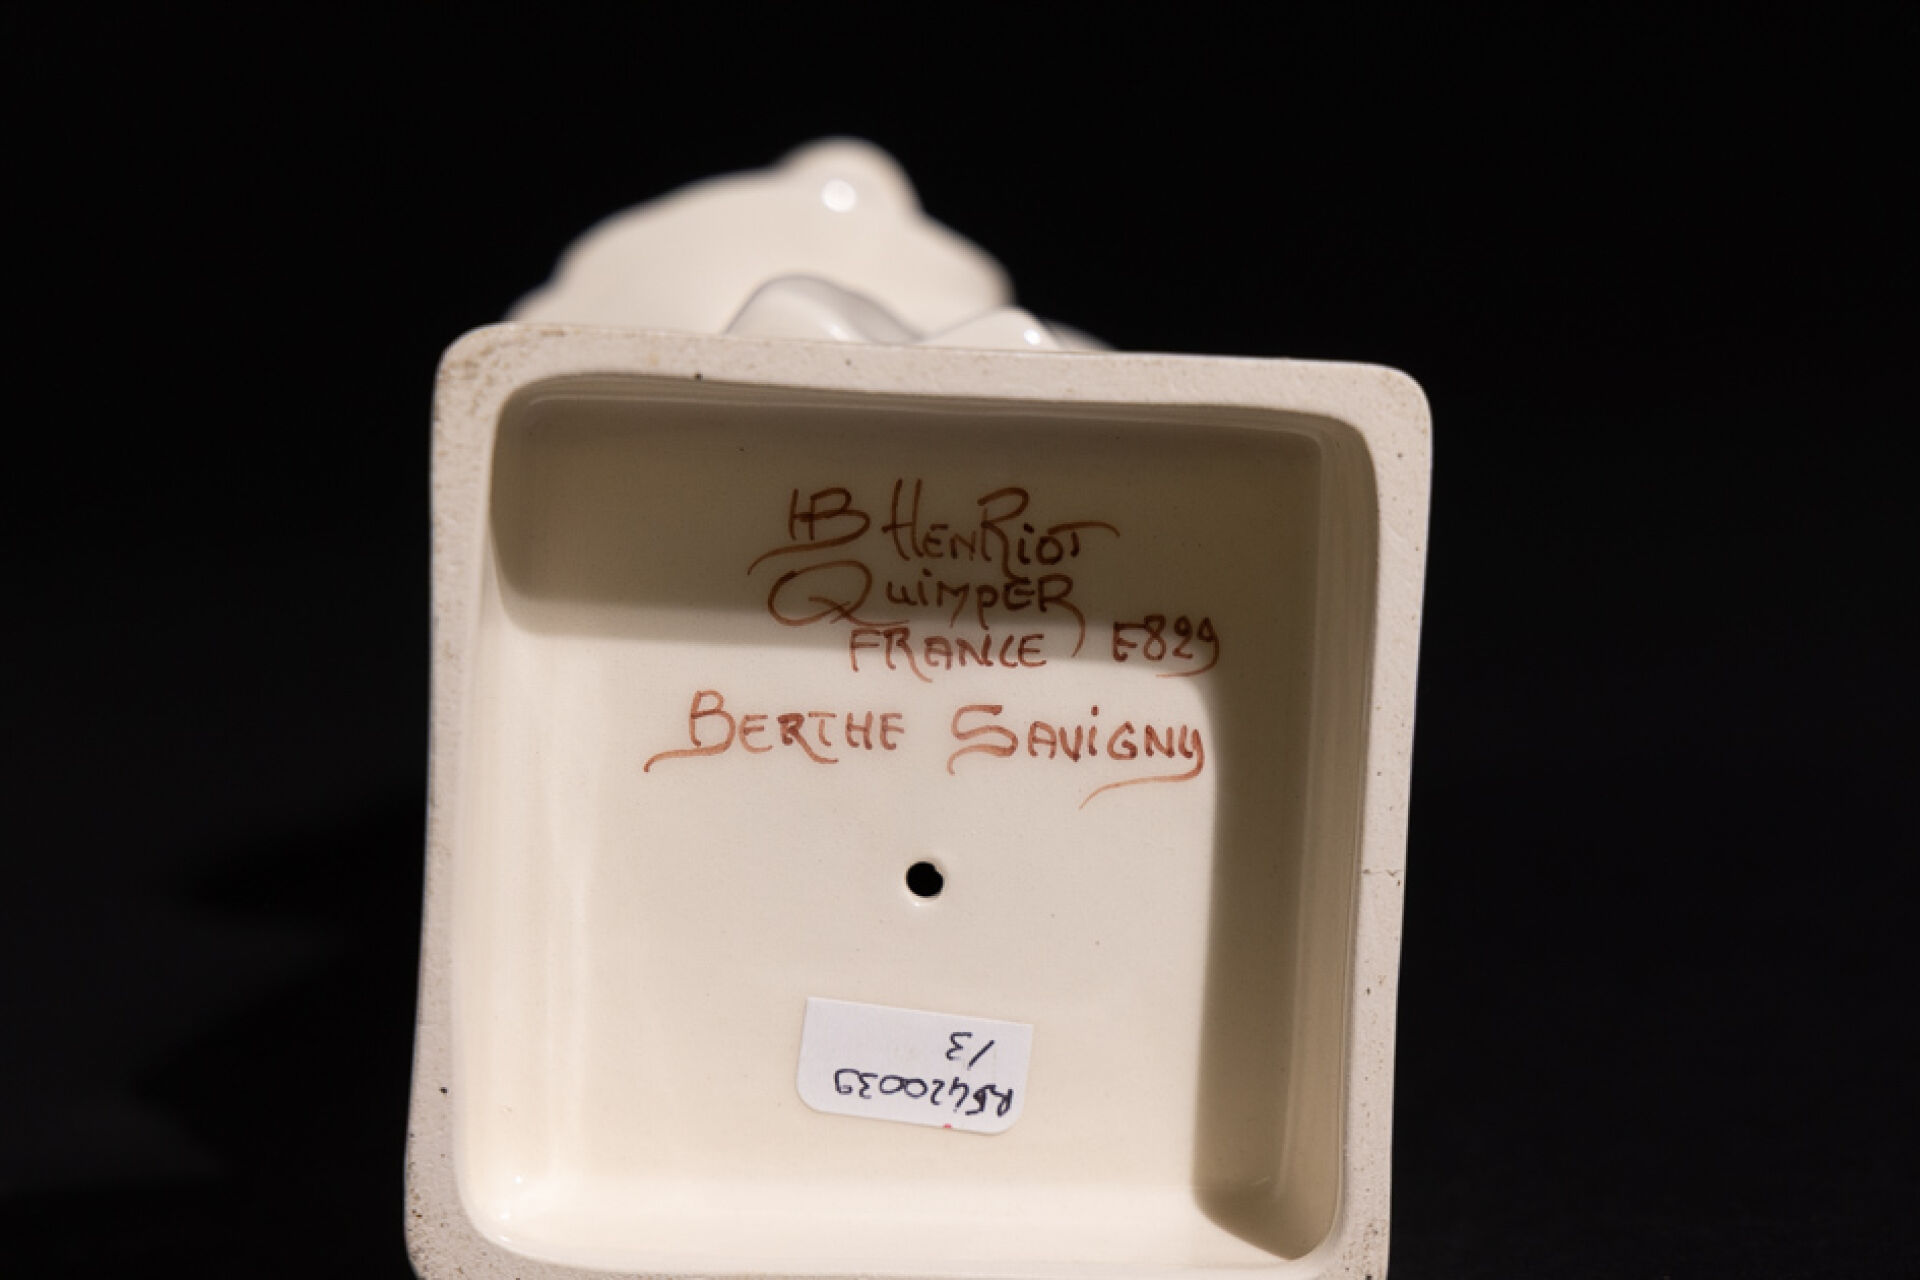 HB HENRIOT
QUIMPER
FRANCE E829
BERTHE SAVIGNY
R5420039
/3